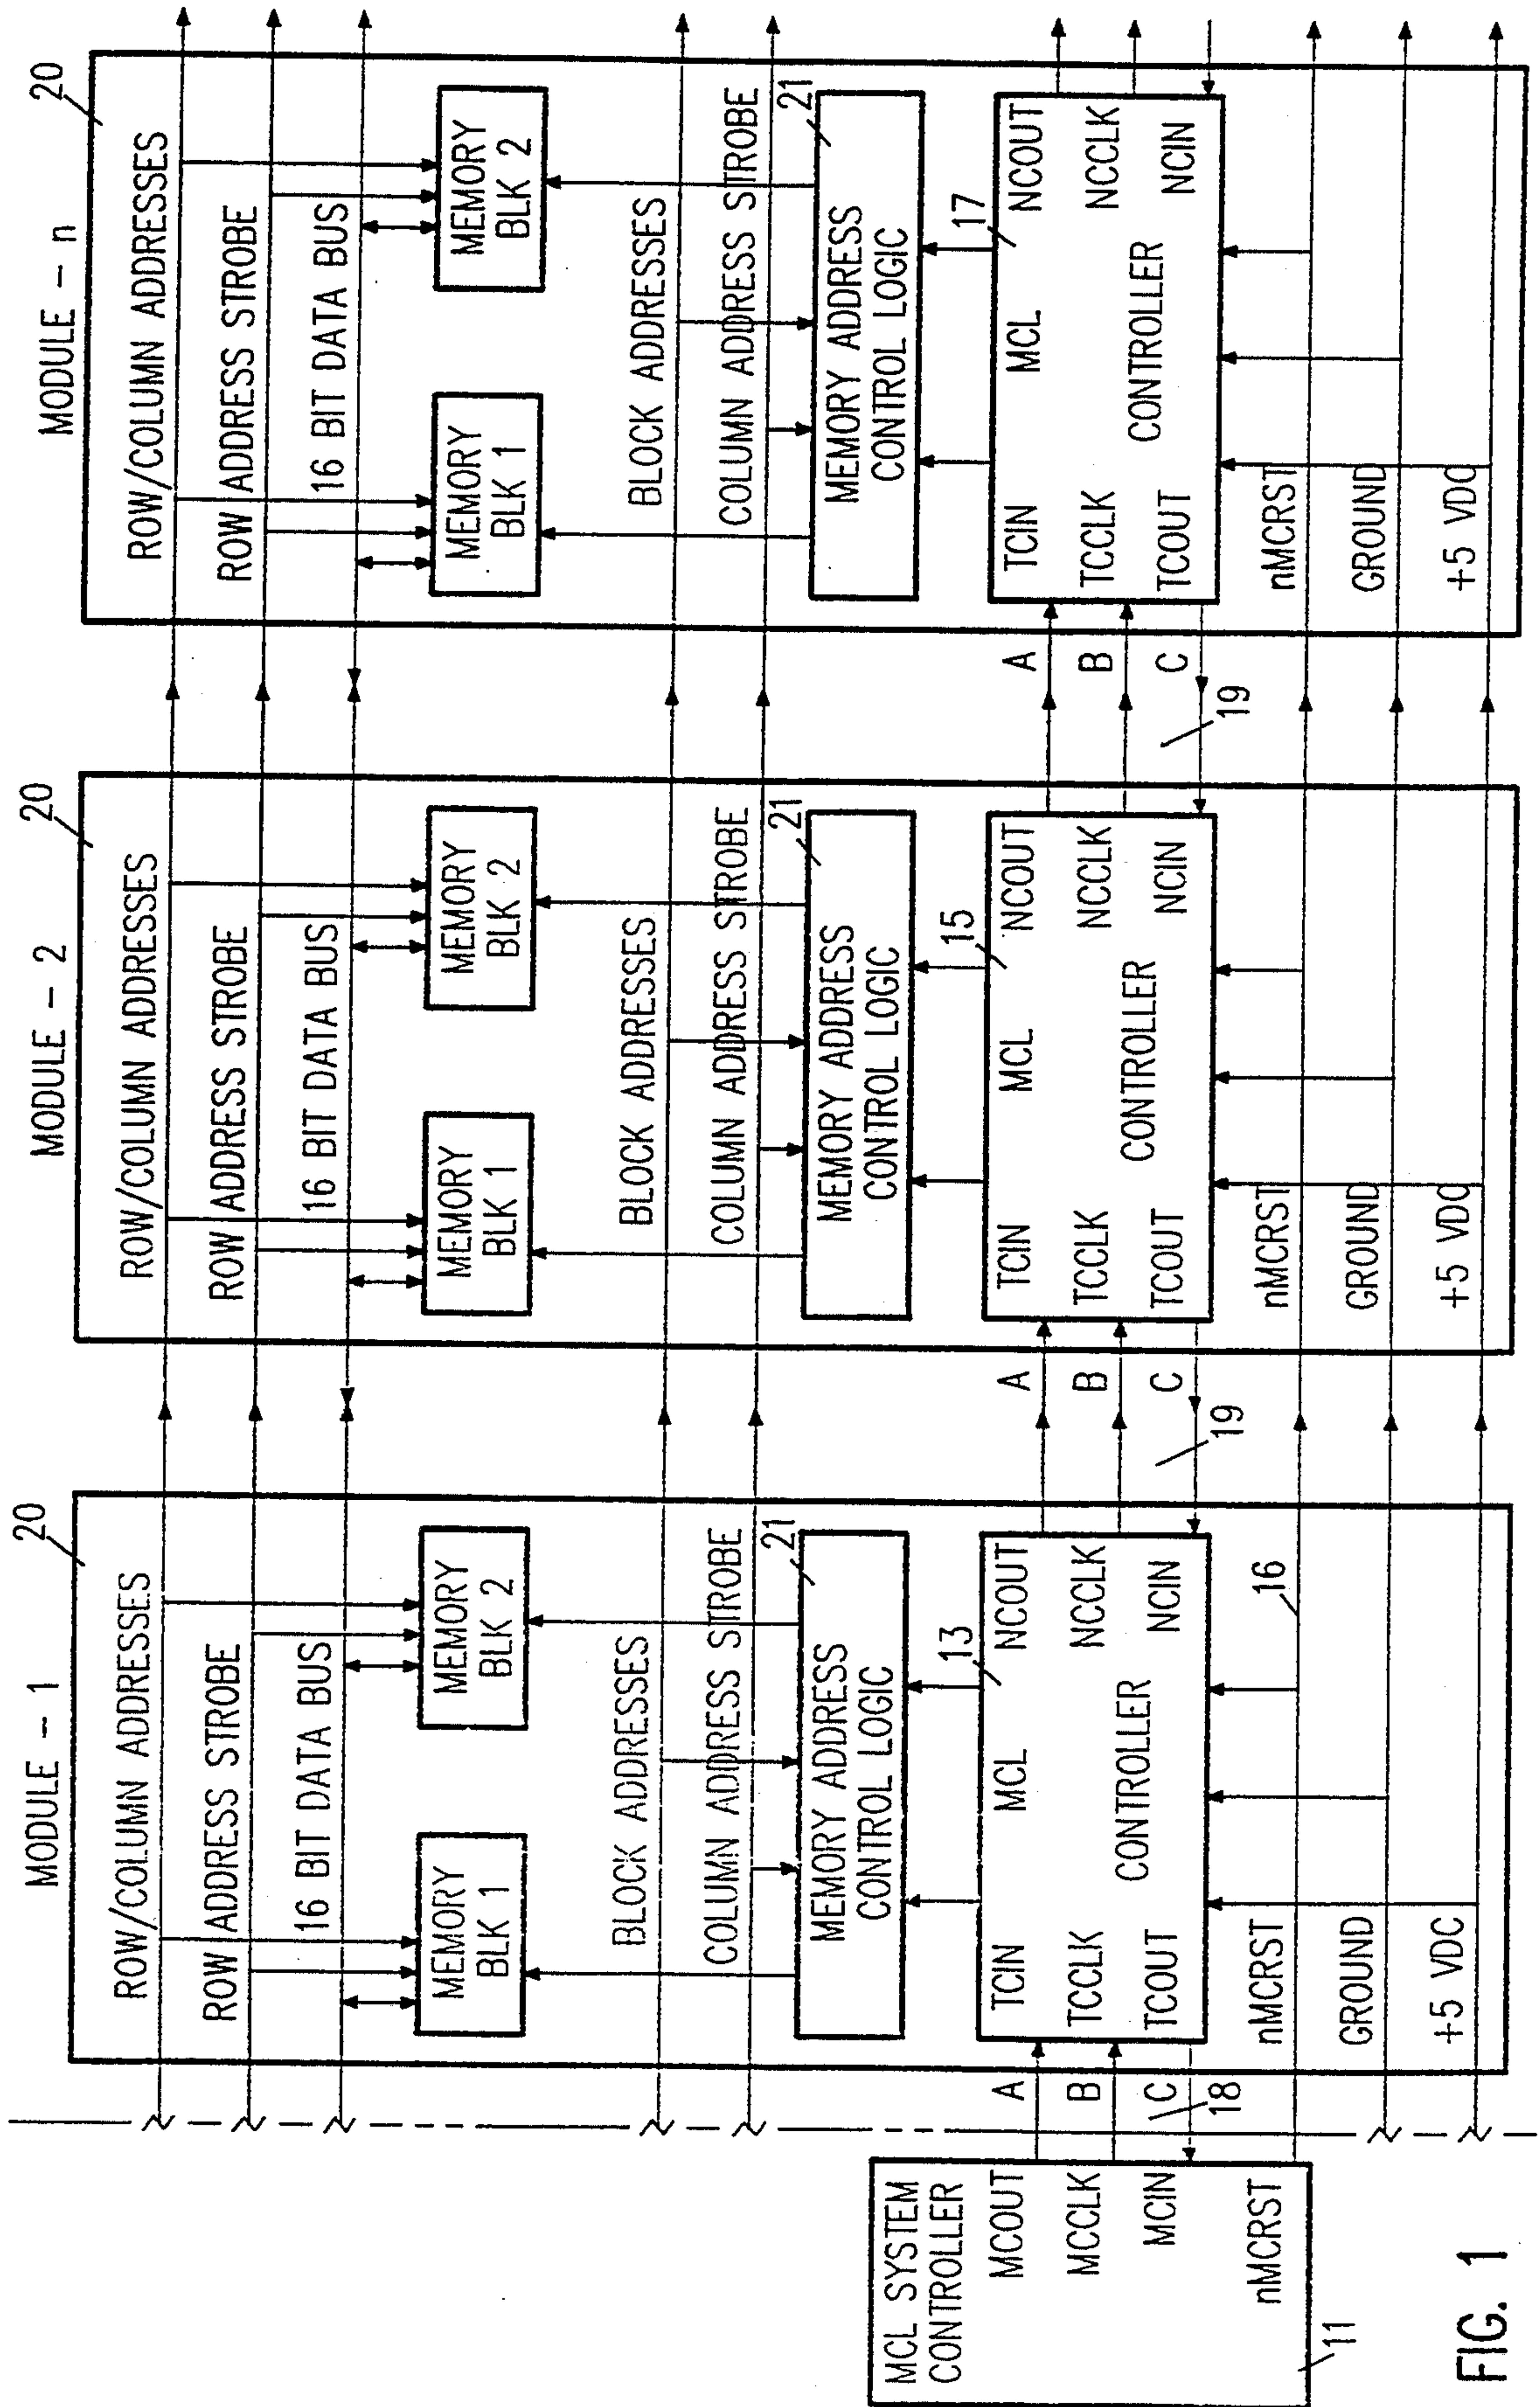 MCL SYSTEM
CONTROLLER
MCOUT
MCCLK
MCIN
nMCRST
11
A
B
C
18
MODULE – 1
20
ROW/COLUMN ADDRESSES
ROW ADDRESS STROBE
16 BIT DATA BUS
MEMORY
BLK 1
MEMORY
BLK 2
BLOCK ADDRESSES
COLUMN ADDRESS STROBE
21
MEMORY ADDRESS
CONTROL LOGIC
13
TCIN
MCL
NCOUT
TCCLK
CONTROLLER
NCCLK
TCOUT
NCIN
nMCRST
16
GROUND
+5 VDC
A
B
C
19
MODULE – 2
20
ROW/COLUMN ADDRESSES
ROW ADDRESS STROBE
16 BIT DATA BUS
MEMORY
BLK 1
MEMORY
BLK 2
BLOCK ADDRESSES
COLUMN ADDRESS STROBE
21
MEMORY ADDRESS
CONTROL LOGIC
15
TCIN
MCL
NCOUT
TCCLK
CONTROLLER
NCCLK
TCOUT
NCIN
nMCRST
GROUND
+5 VDC
A
B
C
19
MODULE – n
20
ROW/COLUMN ADDRESSES
ROW ADDRESS STROBE
16 BIT DATA BUS
MEMORY
BLK 1
MEMORY
BLK 2
BLOCK ADDRESSES
COLUMN ADDRESS STROBE
21
MEMORY ADDRESS
CONTROL LOGIC
17
TCIN
MCL
NCOUT
TCCLK
CONTROLLER
NCCLK
TCOUT
NCIN
nMCRST
GROUND
+5 VDC
FIG. 1